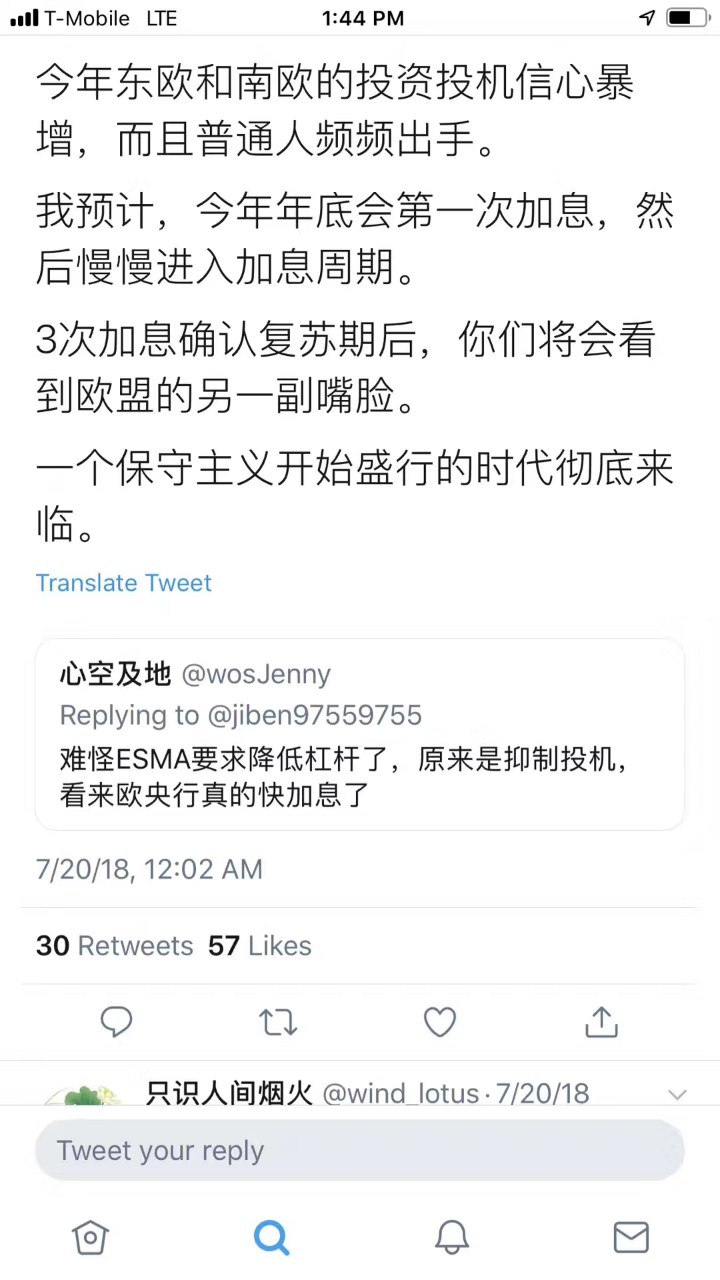 T-Mobile LTE 1:44 PM
今年东欧和南欧的投资投机信心暴
增，而且普通人频频出手。
我预计，今年年底会第一次加息，然
后慢慢进入加息周期。
3次加息确认复苏期后，你们将会看
到欧盟的另一副嘴脸。
一个保守主义开始盛行的时代彻底来
临。
Translate Tweet
心空及地 @wosJenny
Replying to @jiben97559755
难怪ESMA要求降低杠杆了，原来是抑制投机，
看来欧央行真的快加息了
7/20/18, 12:02 AM
30 Retweets 57 Likes
只识人间烟火 @wind_lotus · 7/20/18
Tweet your reply